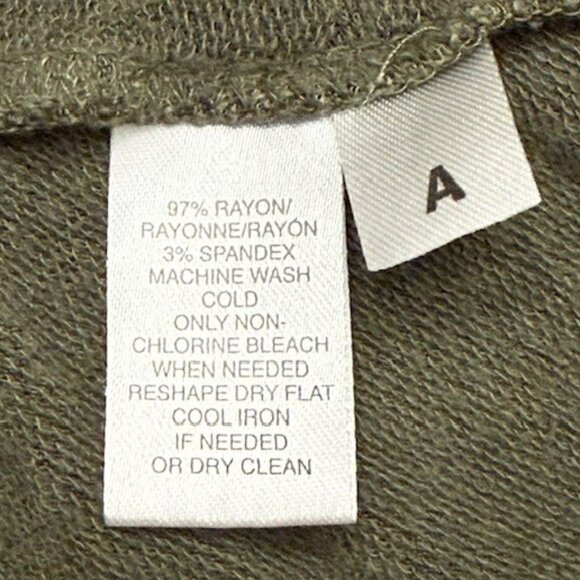 97% RAYON/
RAYONNE/RAYÓN
3% SPANDEX
MACHINE WASH
COLD
ONLY NON-
CHLORINE BLEACH
WHEN NEEDED
RESHAPE DRY FLAT
COOL IRON
IF NEEDED
OR DRY CLEAN
A